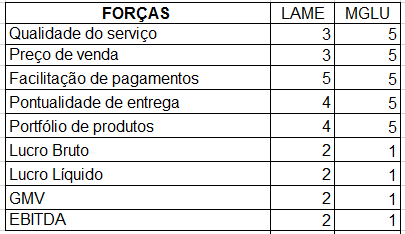 FORÇAS LAME MGLU
Qualidade do serviço 3 5
Preço de venda 3 5
Facilitação de pagamentos 5 5
Pontualidade de entrega 4 5
Portfólio de produtos 4 5
Lucro Bruto 2 1
Lucro Líquido 2 1
GMV 2 1
EBITDA 2 1